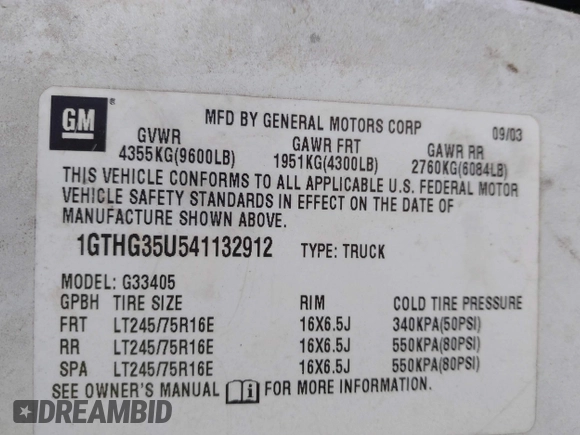 GM ®
MFD BY GENERAL MOTORS CORP 09/03
GVWR GAWR FRT GAWR RR
4355KG(9600LB) 1951KG(4300LB) 2760KG(6084LB)
THIS VEHICLE CONFORMS TO ALL APPLICABLE U.S. FEDERAL MOTOR
VEHICLE SAFETY STANDARDS IN EFFECT ON THE DATE OF
MANUFACTURE SHOWN ABOVE.
1GTHG35U541132912 TYPE: TRUCK
MODEL: G33405
GPBH TIRE SIZE RIM COLD TIRE PRESSURE
FRT LT245/75R16E 16X6.5J 340KPA(50PSI)
RR LT245/75R16E 16X6.5J 550KPA(80PSI)
SPA LT245/75R16E 16X6.5J 550KPA(80PSI)
SEE OWNER'S MANUAL i FOR MORE INFORMATION.
DREAMBID